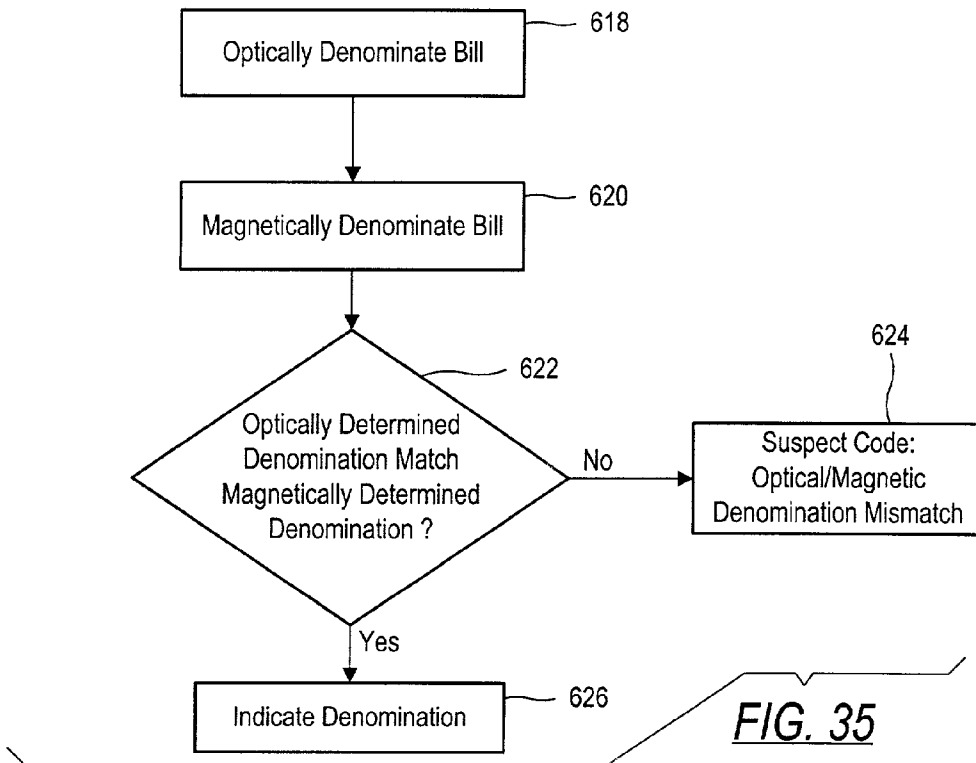 618
Optically Denominate Bill
620
Magnetically Denominate Bill
622
Optically Determined
Denomination Match
Magnetically Determined
Denomination ?
No
624
Suspect Code:
Optical/Magnetic
Denomination Mismatch
Yes
626
Indicate Denomination
FIG. 35